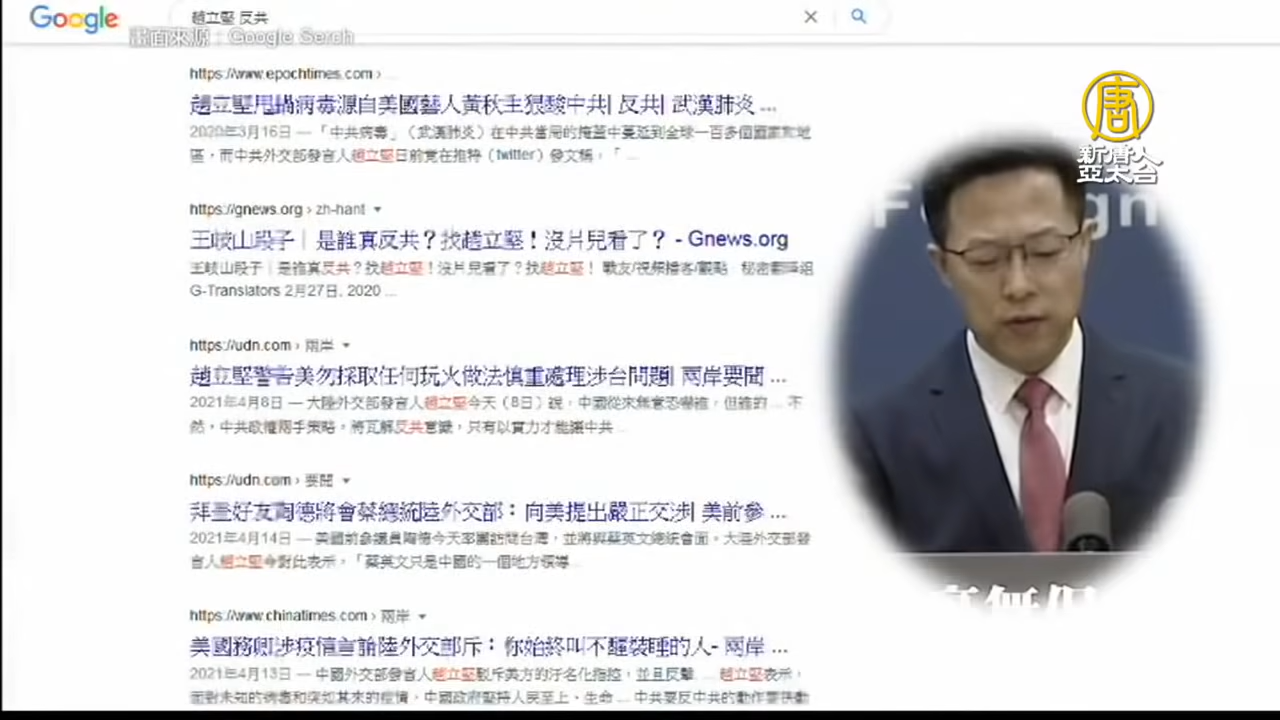 Google
趙立堅 反共
畫面來源：Google Serch
唐
新唐人
亞太台
https://www.epochtimes.com ›
趙立堅甩鍋病毒源自美國藝人黃秋生狠酸中共| 反共| 武漢肺炎 ...
2020年3月16日 — 「中共病毒」（武漢肺炎）在中共當局的掩蓋中蔓延到全球一百多個國家和地
區，而中共外交部發言人趙立堅日前竟在推特（twitter）發文稱，「 ...
https://gnews.org › zh-hant
王岐山段子｜是誰真反共？找趙立堅！沒片兒看了？ - Gnews.org
王岐山段子｜是誰真反共？找趙立堅！沒片兒看了？找趙立堅！ 戰友/視頻播客/觀點 秘密翻譯組
G-Translators 2月27日, 2020 ...
https://udn.com › 兩岸
趙立堅警告美勿採取任何玩火做法慎重處理涉台問題| 兩岸要聞 ...
2021年4月8日 — 大陸外交部發言人趙立堅今天（8日）說，中國從來無意恐嚇誰，但誰的 ... 不
然，中共政權兩手策略，將瓦解反共意識，只有以實力才能讓中共 ...
https://udn.com › 要聞
拜登好友陶德將會蔡總統陸外交部：向美提出嚴正交涉| 美前參 ...
2021年4月14日 — 美國前參議員陶德今天率團訪問台灣，並將與蔡英文總統會面。大陸外交部發
言人趙立堅今對此表示，「蔡英文只是中國的一個地方領導...
https://www.chinatimes.com › 兩岸
美國務卿涉疫情言論陸外交部斥：你始終叫不醒裝睡的人- 兩岸 ...
2021年4月13日 — 中國外交部發言人趙立堅駁斥美方的汙名化指控，並且反擊. ... 趙立堅表示，
面對未知的病毒和突如其來的疫情，中國政府堅持人民至上、生命 ... 中共要反中共的動作